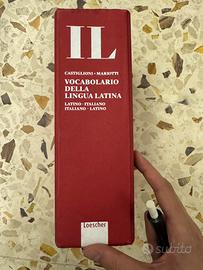 IL
CASTIGLIONI - MARIOTTI
VOCABOLARIO
DELLA
LINGUA LATINA
LATINO - ITALIANO
ITALIANO - LATINO
Loescher
subito